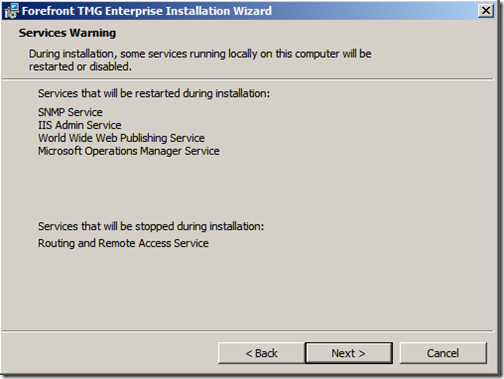 Forefront TMG Enterprise Installation Wizard
Services Warning
During installation, some services running locally on this computer will be
restarted or disabled.
Services that will be restarted during installation:
SNMP Service
IIS Admin Service
World Wide Web Publishing Service
Microsoft Operations Manager Service
Services that will be stopped during installation:
Routing and Remote Access Service
< Back
Next >
Cancel